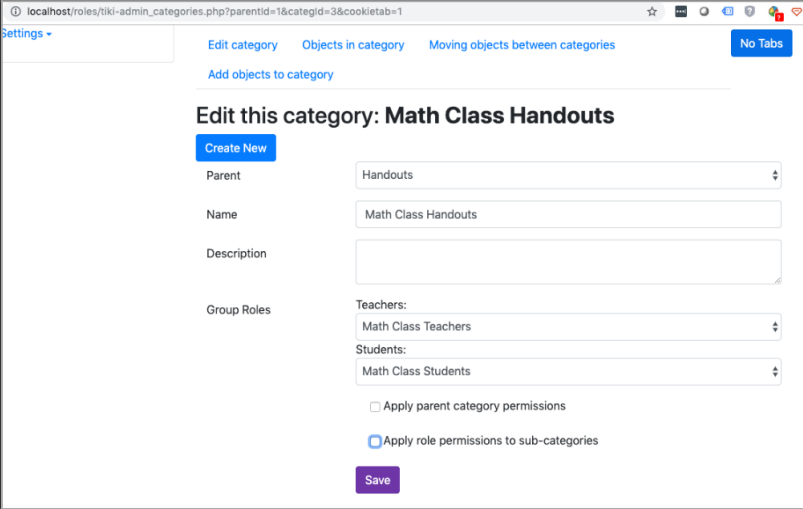 localhost/roles/tiki-admin_categories.php?parentId=1&categId=3&cookietab=1
Settings
Edit category Objects in category Moving objects between categories
No Tabs
Add objects to category
Edit this category: Math Class Handouts
Create New
Parent Handouts
Name Math Class Handouts
Description
Group Roles Teachers:
Math Class Teachers
Students:
Math Class Students
Apply parent category permissions
Apply role permissions to sub-categories
Save